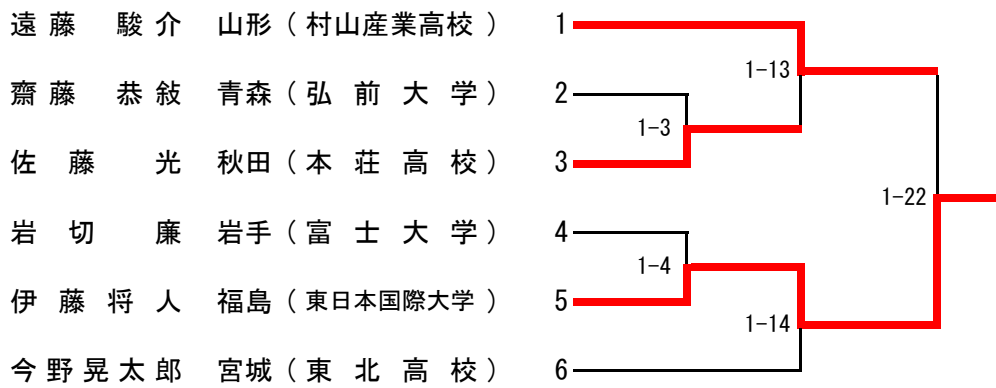 遠藤 駿介 山形(村山産業高校) 1
1-13
齋藤 恭敍 青森(弘前大学) 2
1-3
佐藤 光 秋田(本荘高校) 3
1-22
岩切 廉 岩手(富士大学) 4
1-4
伊藤将人 福島(東日本国際大学) 5
1-14
今野晃太郎 宮城(東北高校) 6